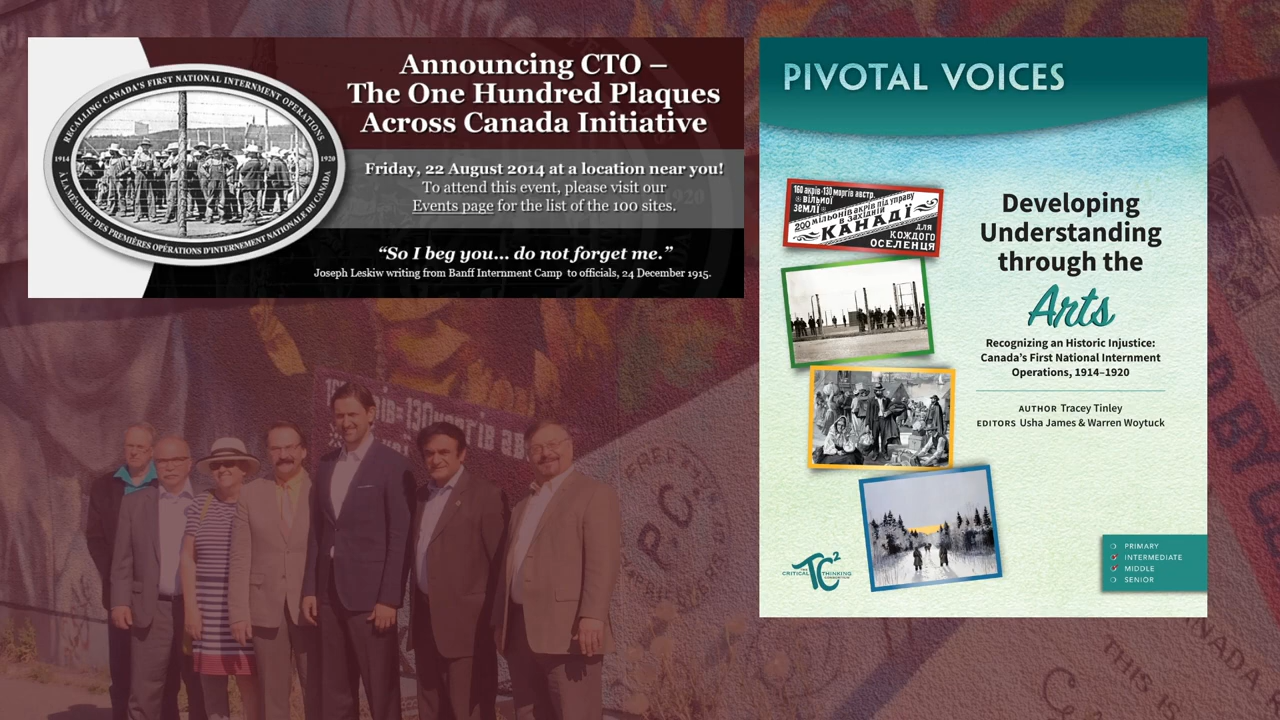 RECALLING CANADA'S FIRST NATIONAL INTERNMENT OPERATIONS
1914
1920
À LA MÉMOIRE DES PREMIÈRES OPÉRATIONS D'INTERNEMENT NATIONALE DU CANADA
Announcing CTO –
The One Hundred Plaques
Across Canada Initiative
Friday, 22 August 2014 at a location near you!
To attend this event, please visit our
Events page for the list of the 100 sites.
“So I beg you... do not forget me.”
Joseph Leskiw writing from Banff Internment Camp to officials, 24 December 1915.
PIVOTAL VOICES
160 акрів=130 моргів австр.
вільної
землі
200 мільонів акрів під управу
в західній
КАНАДІ
для
КОЖДОГО
ОСЕЛЕНЦЯ
Developing
Understanding
through the
Arts
Recognizing an Historic Injustice:
Canada's First National Internment
Operations, 1914–1920
AUTHOR Tracey Tinley
EDITORS Usha James & Warren Woytuck
THE
CRITICAL THINKING
CONSORTIUM
TC2
PRIMARY
INTERMEDIATE
MIDDLE
SENIOR
P.C.
THIS IS